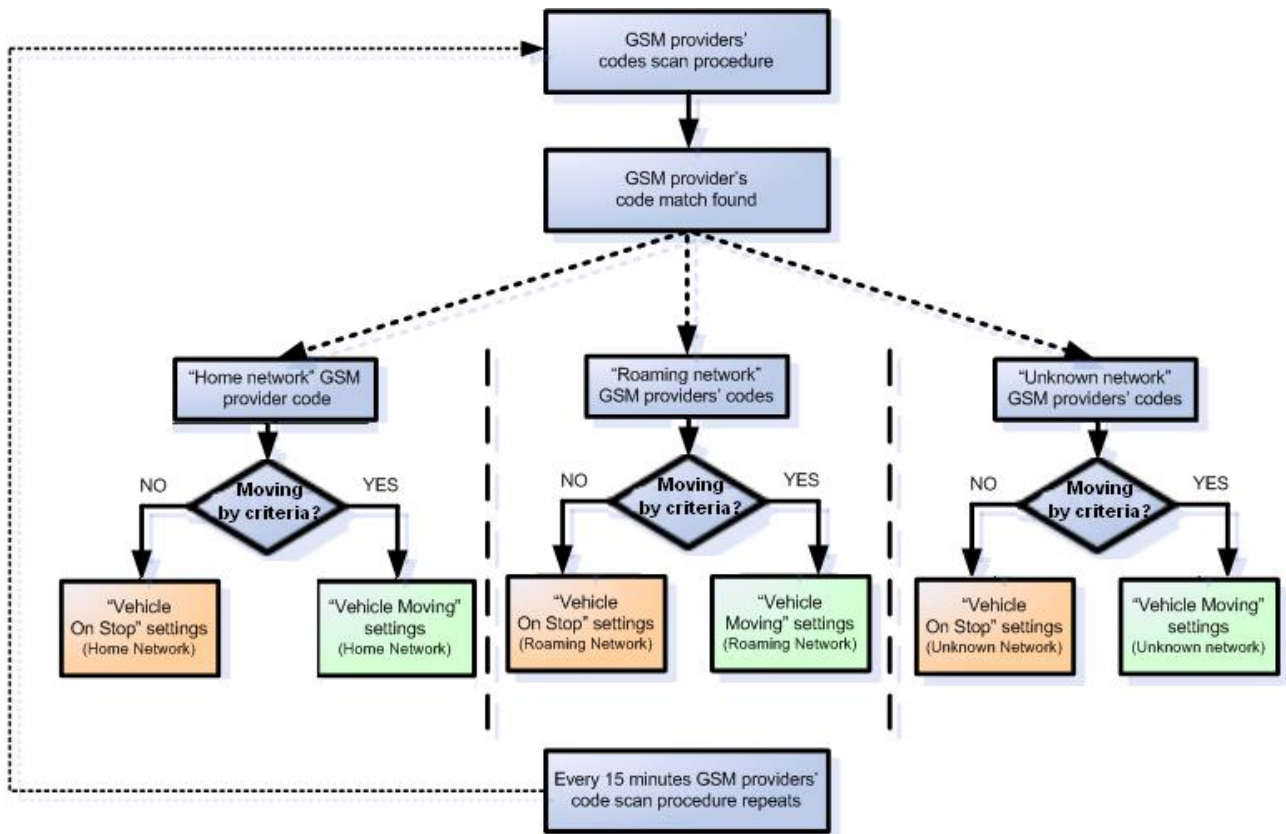 GSM providers'
codes scan procedure
GSM provider's
code match found
“Home network” GSM
provider code
“Roaming network”
GSM providers' codes
“Unknown network”
GSM providers' codes
NO
Moving
by criteria?
YES
NO
Moving
by criteria?
YES
NO
Moving
by criteria?
YES
“Vehicle
On Stop” settings
(Home Network)
“Vehicle Moving”
settings
(Home Network)
“Vehicle
On Stop” settings
(Roaming Network)
“Vehicle
Moving” settings
(Roaming Network)
“Vehicle
On Stop” settings
(Unknown Network)
“Vehicle Moving”
settings
(Unknown network)
Every 15 minutes GSM providers'
code scan procedure repeats